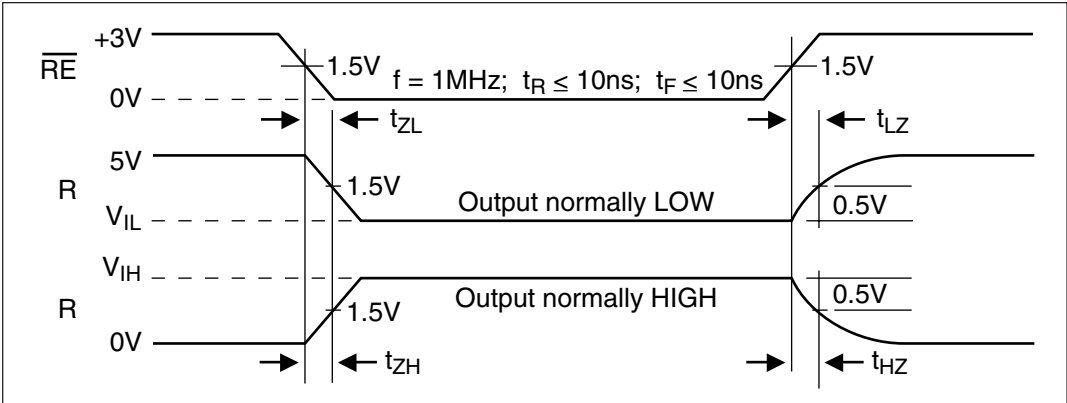 +3V
R̅E̅
1.5V
f = 1MHz; tR ≤ 10ns; tF ≤ 10ns
1.5V
0V
tZL
tLZ
5V
R
1.5V
Output normally LOW
0.5V
VIL
VIH
R
1.5V
Output normally HIGH
0.5V
0V
tZH
tHZ